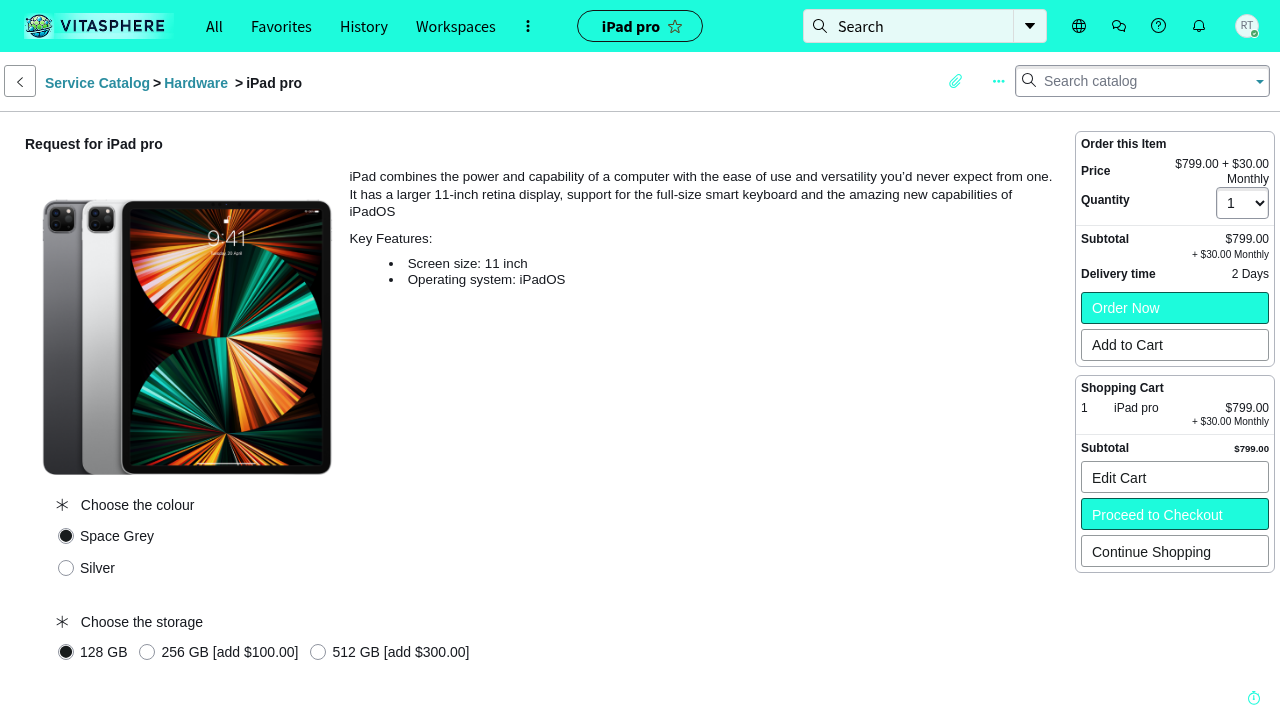 VITASPHERE
All
Favorites
History
Workspaces
iPad pro
Search
RT
Service Catalog > Hardware > iPad pro
Search catalog
Request for iPad pro
iPad combines the power and capability of a computer with the ease of use and versatility you'd never expect from one.
It has a larger 11-inch retina display, support for the full-size smart keyboard and the amazing new capabilities of
iPadOS
Key Features:
Screen size: 11 inch
Operating system: iPadOS
9:41
Choose the colour
Space Grey
Silver
Choose the storage
128 GB
256 GB [add $100.00]
512 GB [add $300.00]
Order this Item
Price
$799.00 + $30.00
Monthly
Quantity
1
Subtotal
$799.00
+ $30.00 Monthly
Delivery time
2 Days
Order Now
Add to Cart
Shopping Cart
1
iPad pro
$799.00
+ $30.00 Monthly
Subtotal
$799.00
Edit Cart
Proceed to Checkout
Continue Shopping